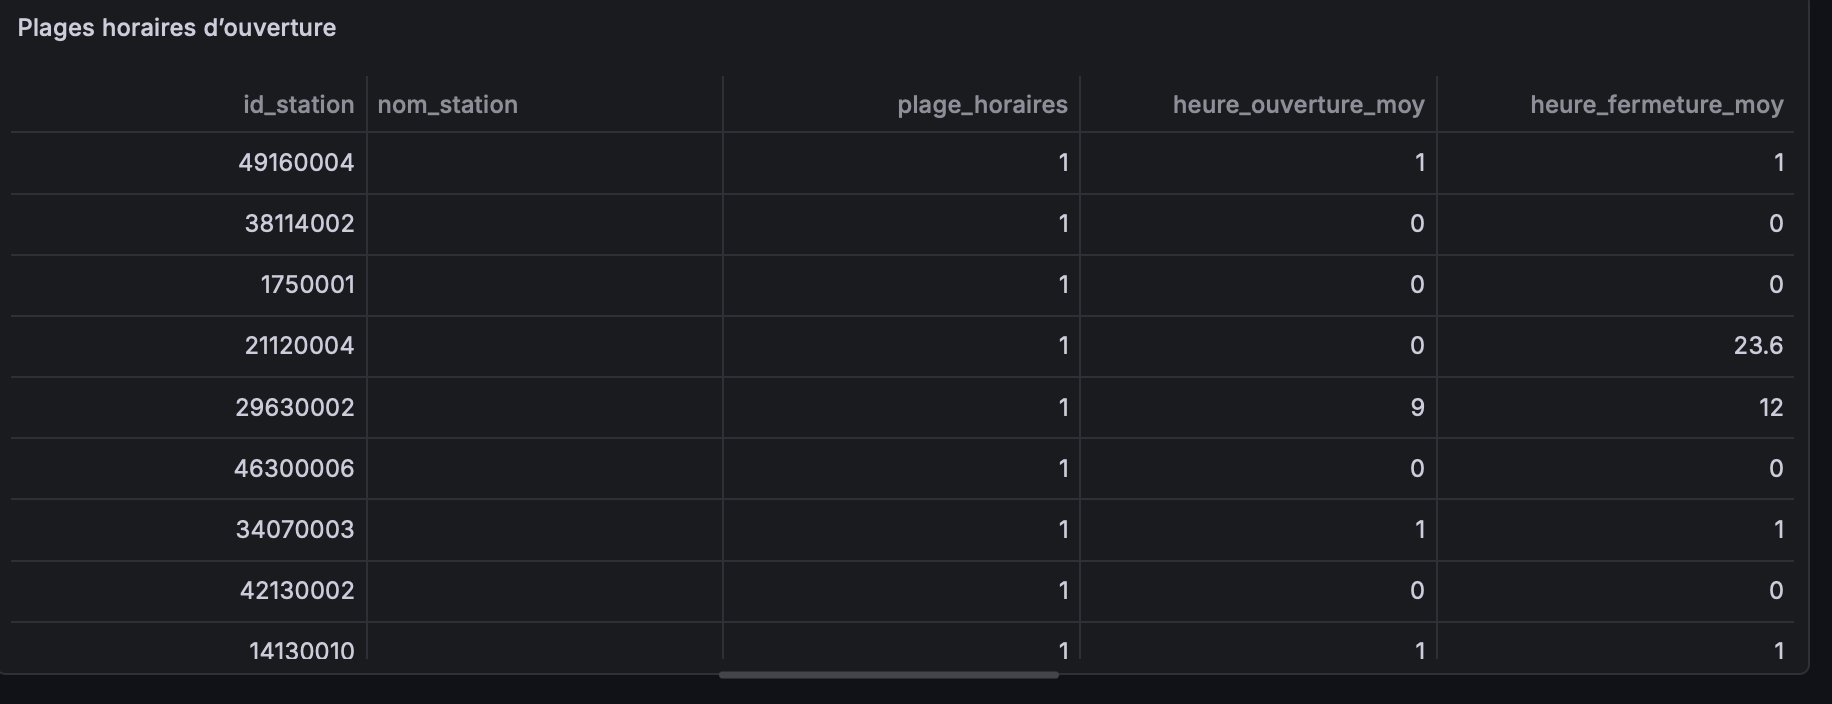 Plages horaires d’ouverture
id_station nom_station plage_horaires heure_ouverture_moy heure_fermeture_moy
49160004 1 1 1
38114002 1 0 0
1750001 1 0 0
21120004 1 0 23.6
29630002 1 9 12
46300006 1 0 0
34070003 1 1 1
42130002 1 0 0
14130010 1 1 1